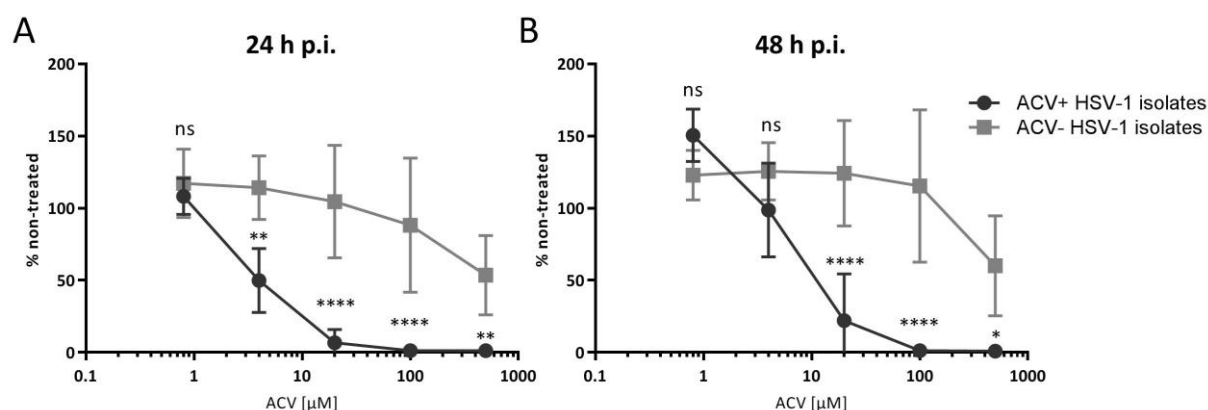 A
24 h p.i.
% non-treated
200
150
100
50
0
ns
**
****
****
**
0.1 1 10 100 1000
ACV [µM]
B
48 h p.i.
% non-treated
200
150
100
50
0
ns
ns
****
****
*
0.1 1 10 100 1000
ACV [µM]
ACV+ HSV-1 isolates
ACV- HSV-1 isolates